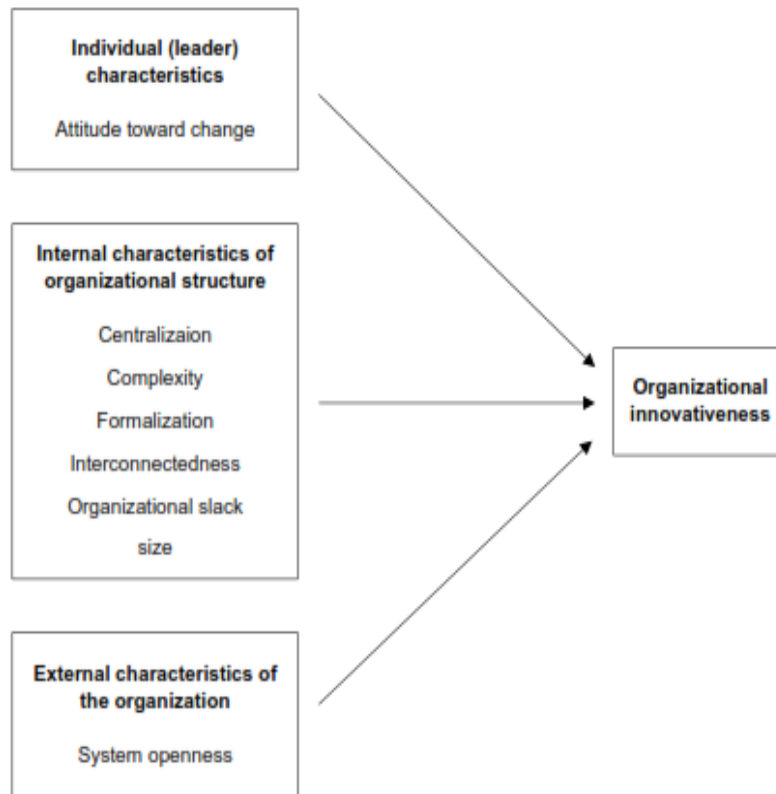 Individual (leader)
characteristics
Attitude toward change
Internal characteristics of
organizational structure
Centralizaion
Complexity
Formalization
Interconnectedness
Organizational slack
size
External characteristics of
the organization
System openness
Organizational
innovativeness